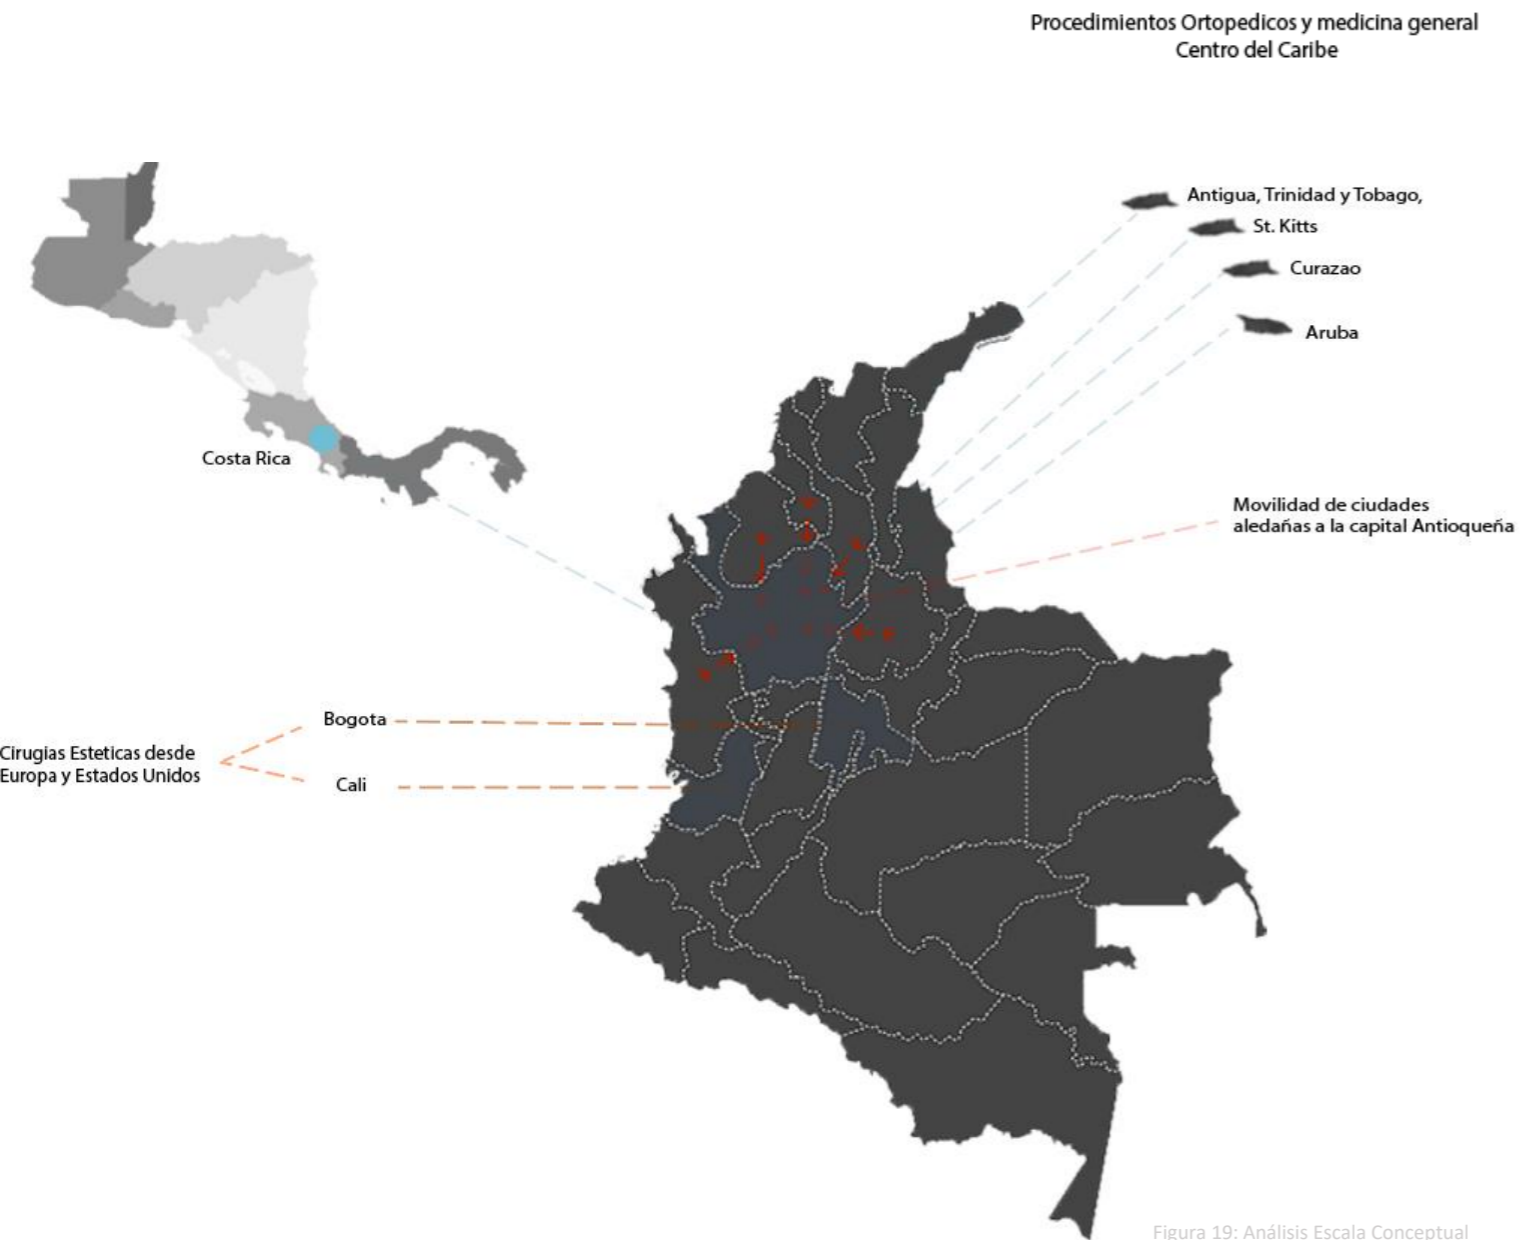 Procedimientos Ortopedicos y medicina general
Centro del Caribe
Antigua, Trinidad y Tobago,
St. Kitts
Curazao
Aruba
Costa Rica
Movilidad de ciudades
aledañas a la capital Antioqueña
Bogota
Cirugias Esteticas desde
Europa y Estados Unidos
Cali
Figura 19: Análisis Escala Conceptual